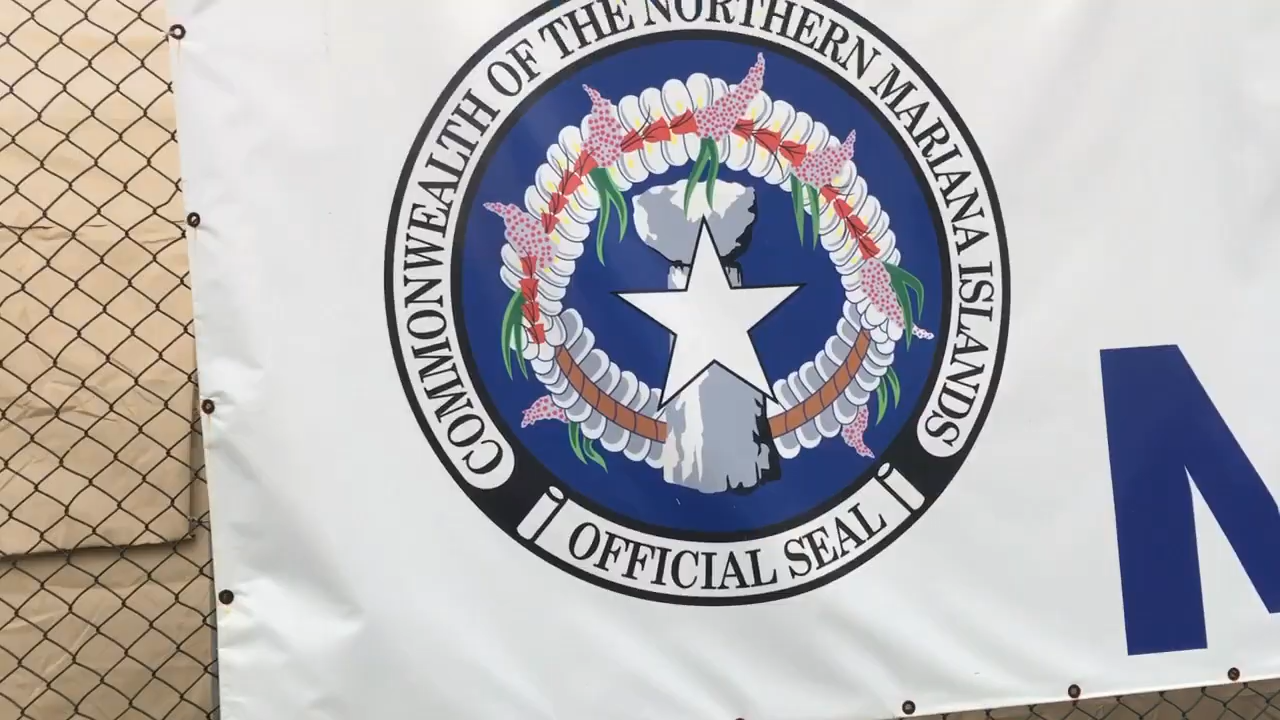 COMMONWEALTH OF THE NORTHERN MARIANA ISLANDS
OFFICIAL SEAL